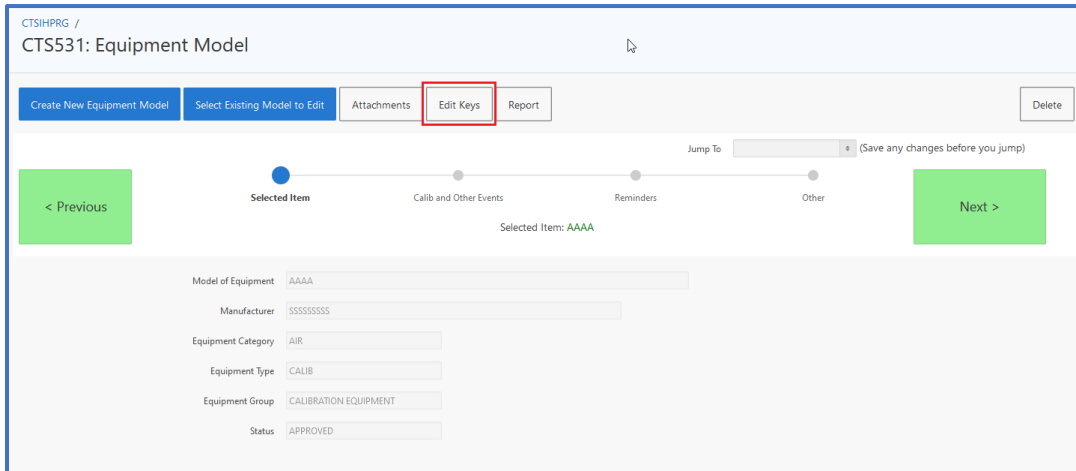 CTSIHPRG /
CTS531: Equipment Model
Create New Equipment Model Select Existing Model to Edit Attachments Edit Keys Report Delete
Jump To (Save any changes before you jump)
< Previous Selected Item Calib and Other Events Reminders Other Next >
Selected Item: AAAA
Model of Equipment AAAA
Manufacturer SSSSSSSSS
Equipment Category AIR
Equipment Type CALIB
Equipment Group CALIBRATION EQUIPMENT
Status APPROVED